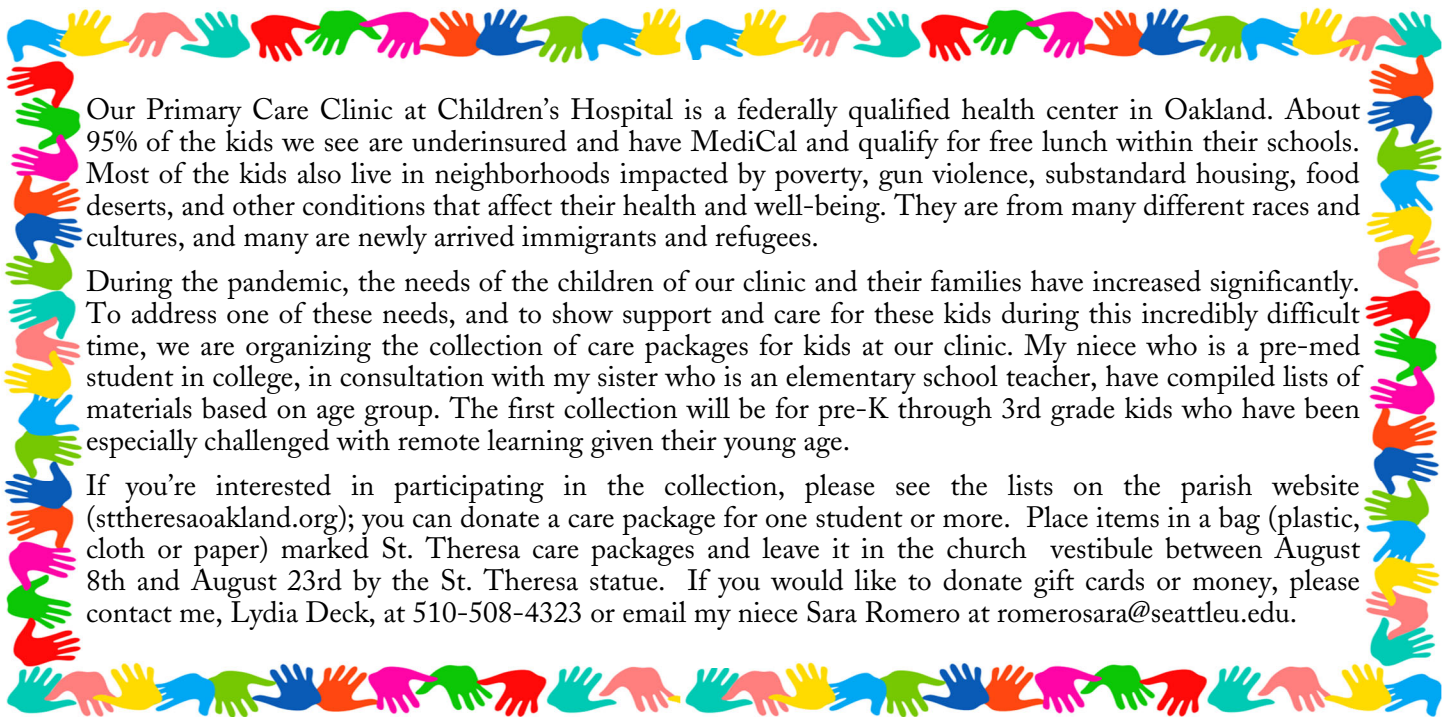 Our Primary Care Clinic at Children’s Hospital is a federally qualified health center in Oakland. About
95% of the kids we see are underinsured and have MediCal and qualify for free lunch within their schools.
Most of the kids also live in neighborhoods impacted by poverty, gun violence, substandard housing, food
deserts, and other conditions that affect their health and well-being. They are from many different races and
cultures, and many are newly arrived immigrants and refugees.
During the pandemic, the needs of the children of our clinic and their families have increased significantly.
To address one of these needs, and to show support and care for these kids during this incredibly difficult
time, we are organizing the collection of care packages for kids at our clinic. My niece who is a pre-med
student in college, in consultation with my sister who is an elementary school teacher, have compiled lists of
materials based on age group. The first collection will be for pre-K through 3rd grade kids who have been
especially challenged with remote learning given their young age.
If you’re interested in participating in the collection, please see the lists on the parish website
(sttheresaoakland.org); you can donate a care package for one student or more. Place items in a bag (plastic,
cloth or paper) marked St. Theresa care packages and leave it in the church vestibule between August
8th and August 23rd by the St. Theresa statue. If you would like to donate gift cards or money, please
contact me, Lydia Deck, at 510-508-4323 or email my niece Sara Romero at romerosara@seattleu.edu.